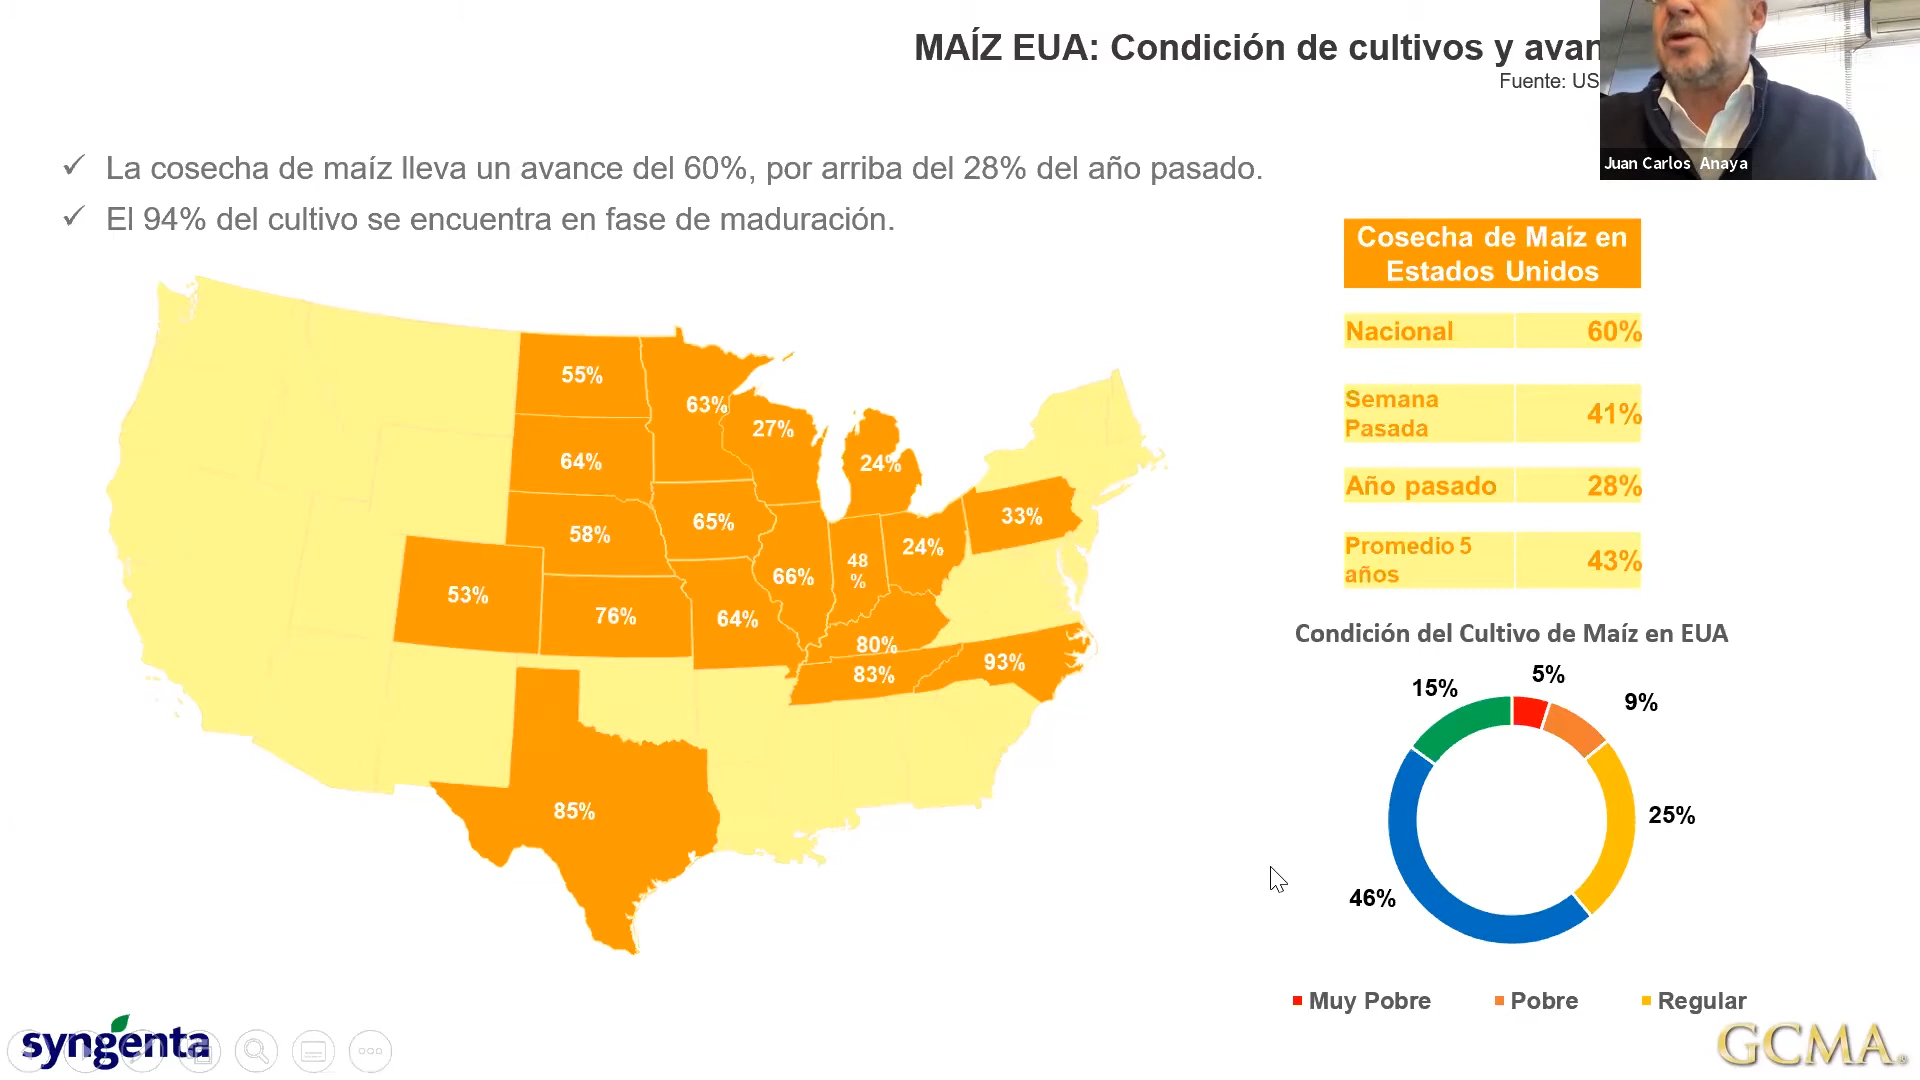 MAÍZ EUA: Condición de cultivos y avan
Fuente: US
Juan Carlos Anaya
✓ La cosecha de maíz lleva un avance del 60%, por arriba del 28% del año pasado.
✓ El 94% del cultivo se encuentra en fase de maduración.
Cosecha de Maíz en
Estados Unidos
Nacional 60%
Semana
Pasada 41%
Año pasado 28%
Promedio 5
años 43%
55%
63%
27%
64%
24%
65%
58%
33%
24%
48
%
66%
53%
76%
64%
80%
83%
93%
85%
Condición del Cultivo de Maíz en EUA
5%
15%
9%
25%
46%
Muy Pobre Pobre Regular
syngenta
GCMA